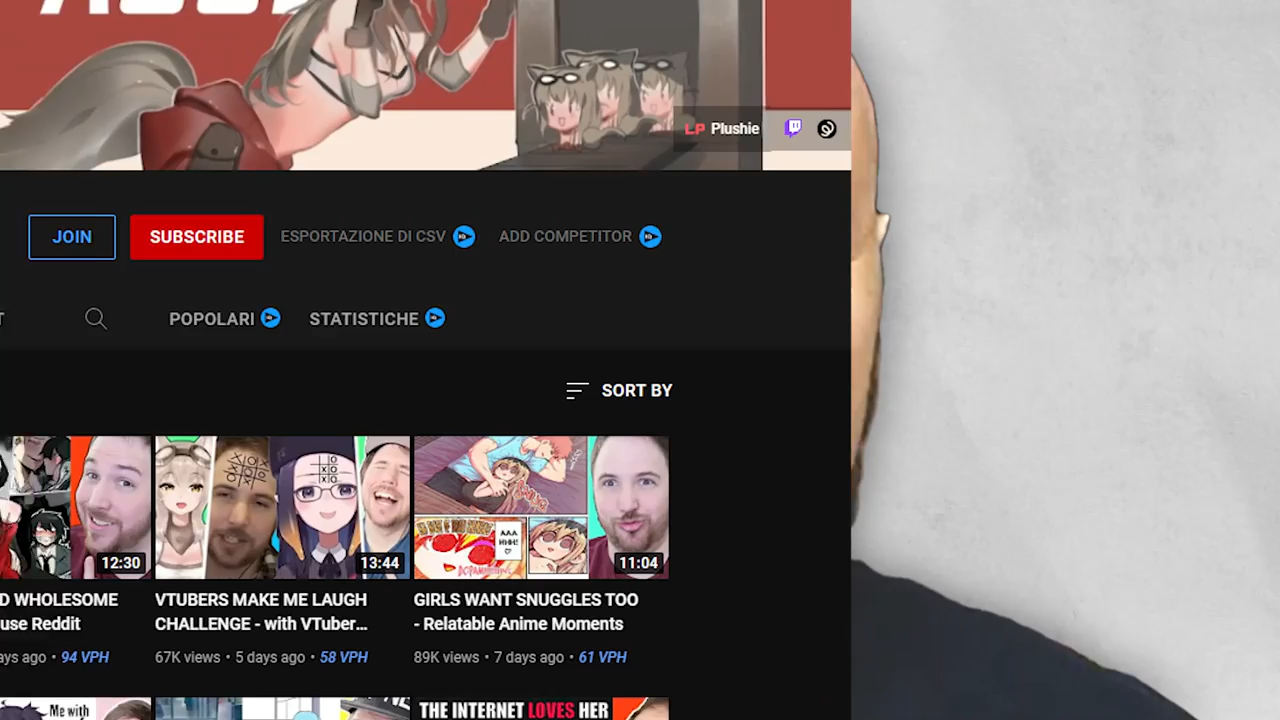 LP Plushie
JOIN
SUBSCRIBE
ESPORTAZIONE DI CSV
ADD COMPETITOR
POPOLARI
STATISTICHE
SORT BY
12:30
13:44
AAA
HHH!
11:04
D WHOLESOME
use Reddit
ays ago • 94 VPH
VTUBERS MAKE ME LAUGH
CHALLENGE - with VTuber...
67K views • 5 days ago • 58 VPH
GIRLS WANT SNUGGLES TOO
- Relatable Anime Moments
89K views • 7 days ago • 61 VPH
Me with
THE INTERNET LOVES HER